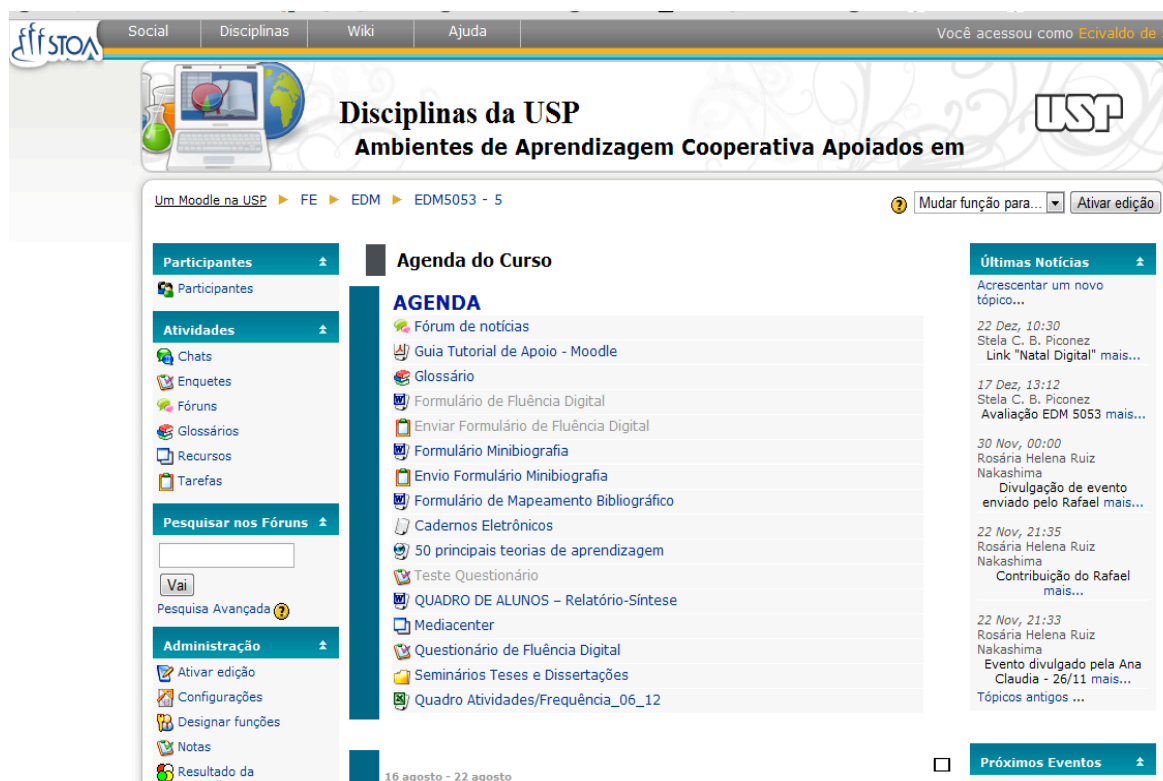 STOA
Social Disciplinas Wiki Ajuda
Você acessou como Ecivaldo de
Disciplinas da USP
Ambientes de Aprendizagem Cooperativa Apoiados em
USP
Um Moodle na USP ► FE ► EDM ► EDM5053 - 5
? Mudar função para... Ativar edição
Participantes
Participantes
Atividades
Chats
Enquetes
Fóruns
Glossários
Recursos
Tarefas
Pesquisar nos Fóruns
Vai
Pesquisa Avançada ?
Administração
Ativar edição
Configurações
Designar funções
Notas
Resultado da
Agenda do Curso
AGENDA
Fórum de notícias
Guia Tutorial de Apoio - Moodle
Glossário
Formulário de Fluência Digital
Enviar Formulário de Fluência Digital
Formulário Minibiografia
Envio Formulário Minibiografia
Formulário de Mapeamento Bibliográfico
Cadernos Eletrônicos
50 principais teorias de aprendizagem
Teste Questionário
QUADRO DE ALUNOS – Relatório-Síntese
Mediacenter
Questionário de Fluência Digital
Seminários Teses e Dissertações
Quadro Atividades/Frequência_06_12
16 agosto - 22 agosto
Últimas Notícias
Acrescentar um novo
tópico...
22 Dez, 10:30
Stela C. B. Piconez
Link "Natal Digital" mais...
17 Dez, 13:12
Stela C. B. Piconez
Avaliação EDM 5053 mais...
30 Nov, 00:00
Rosária Helena Ruiz
Nakashima
Divulgação de evento
enviado pelo Rafael mais...
22 Nov, 21:35
Rosária Helena Ruiz
Nakashima
Contribuição do Rafael
mais...
22 Nov, 21:33
Rosária Helena Ruiz
Nakashima
Evento divulgado pela Ana
Claudia - 26/11 mais...
Tópicos antigos ...
Próximos Eventos